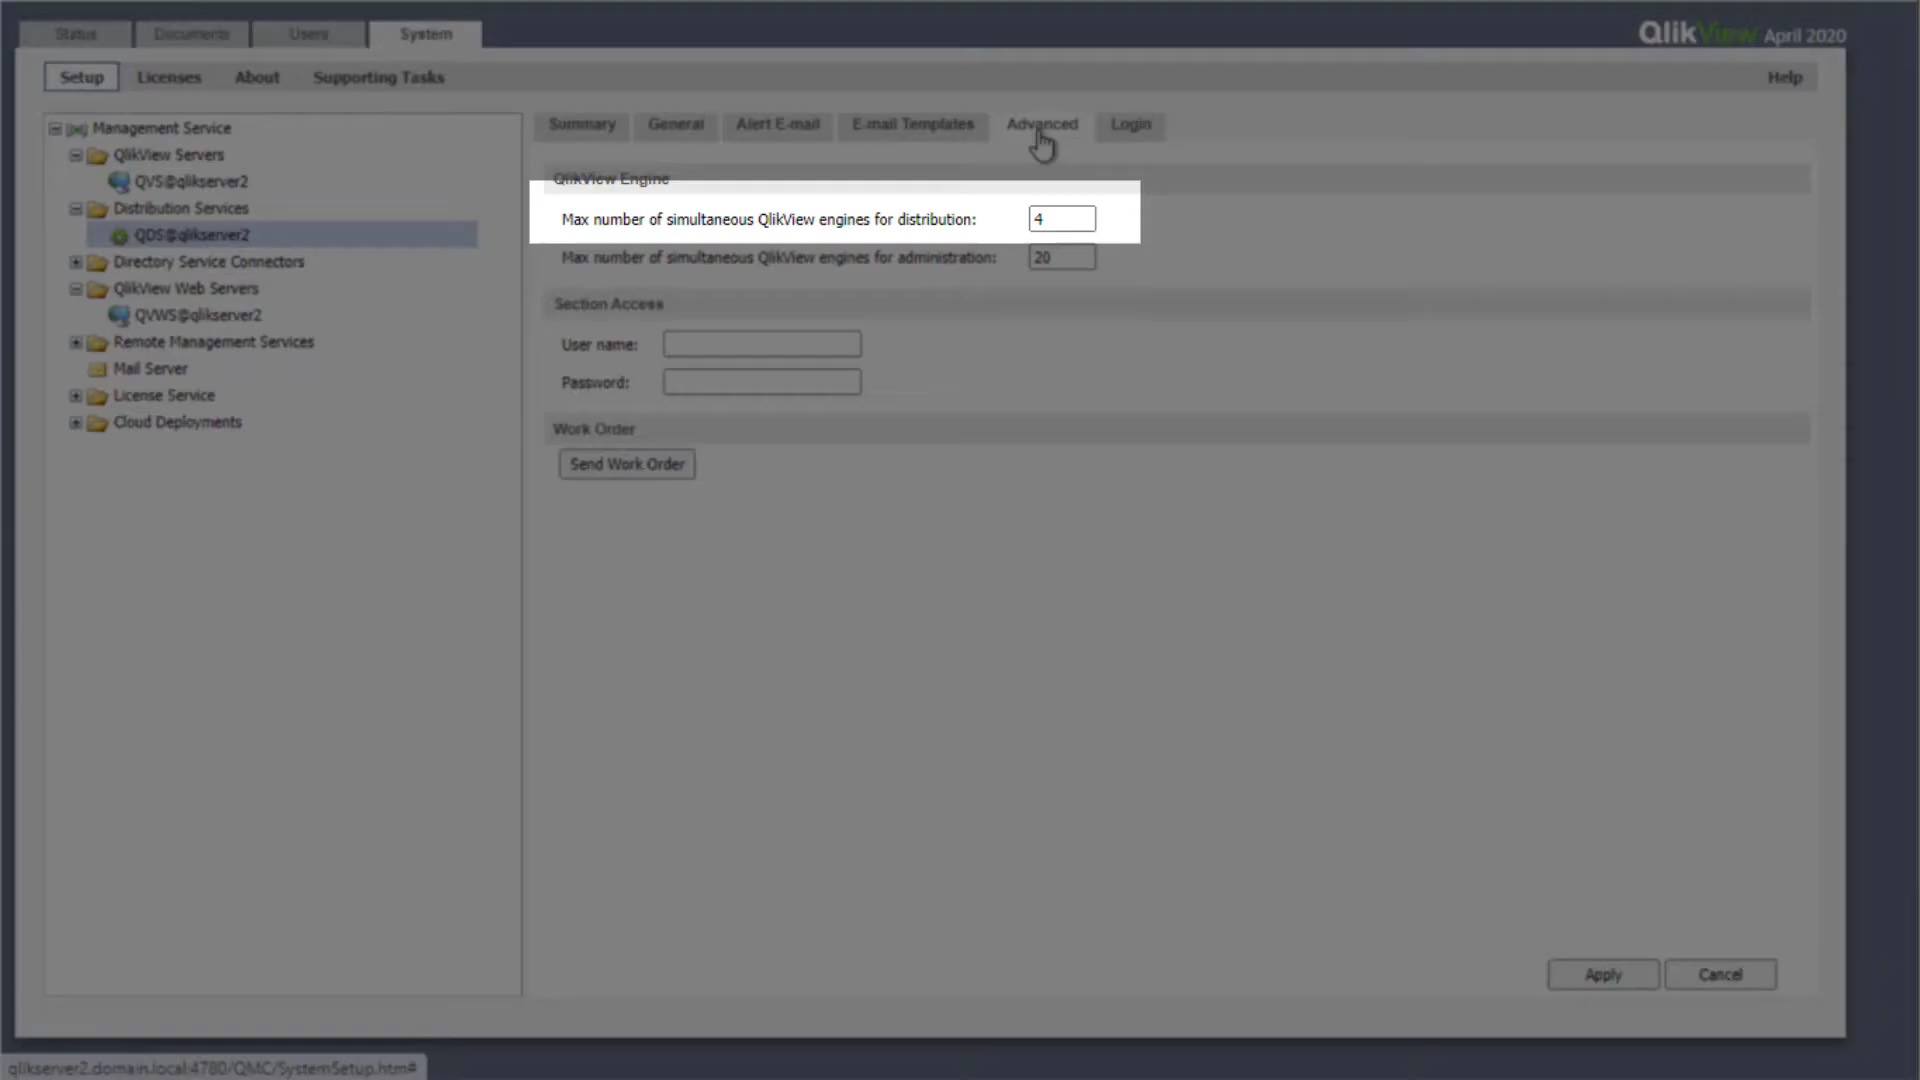 Status Documents Users System
QlikView April 2020
Setup Licenses About Supporting Tasks Help
Management Service
QlikView Servers
QVS@qlikserver2
Distribution Services
QDS@qlikserver2
Directory Service Connectors
QlikView Web Servers
QVWS@qlikserver2
Remote Management Services
Mail Server
License Service
Cloud Deployments
Summary General Alert E-mail E-mail Templates Advanced Login
QlikView Engine
Max number of simultaneous QlikView engines for distribution: 4
Max number of simultaneous QlikView engines for administration: 20
Section Access
User name:
Password:
Work Order
Send Work Order
Apply Cancel
qlikserver2.domain.local:4780/QMC/SystemSetup.htm#